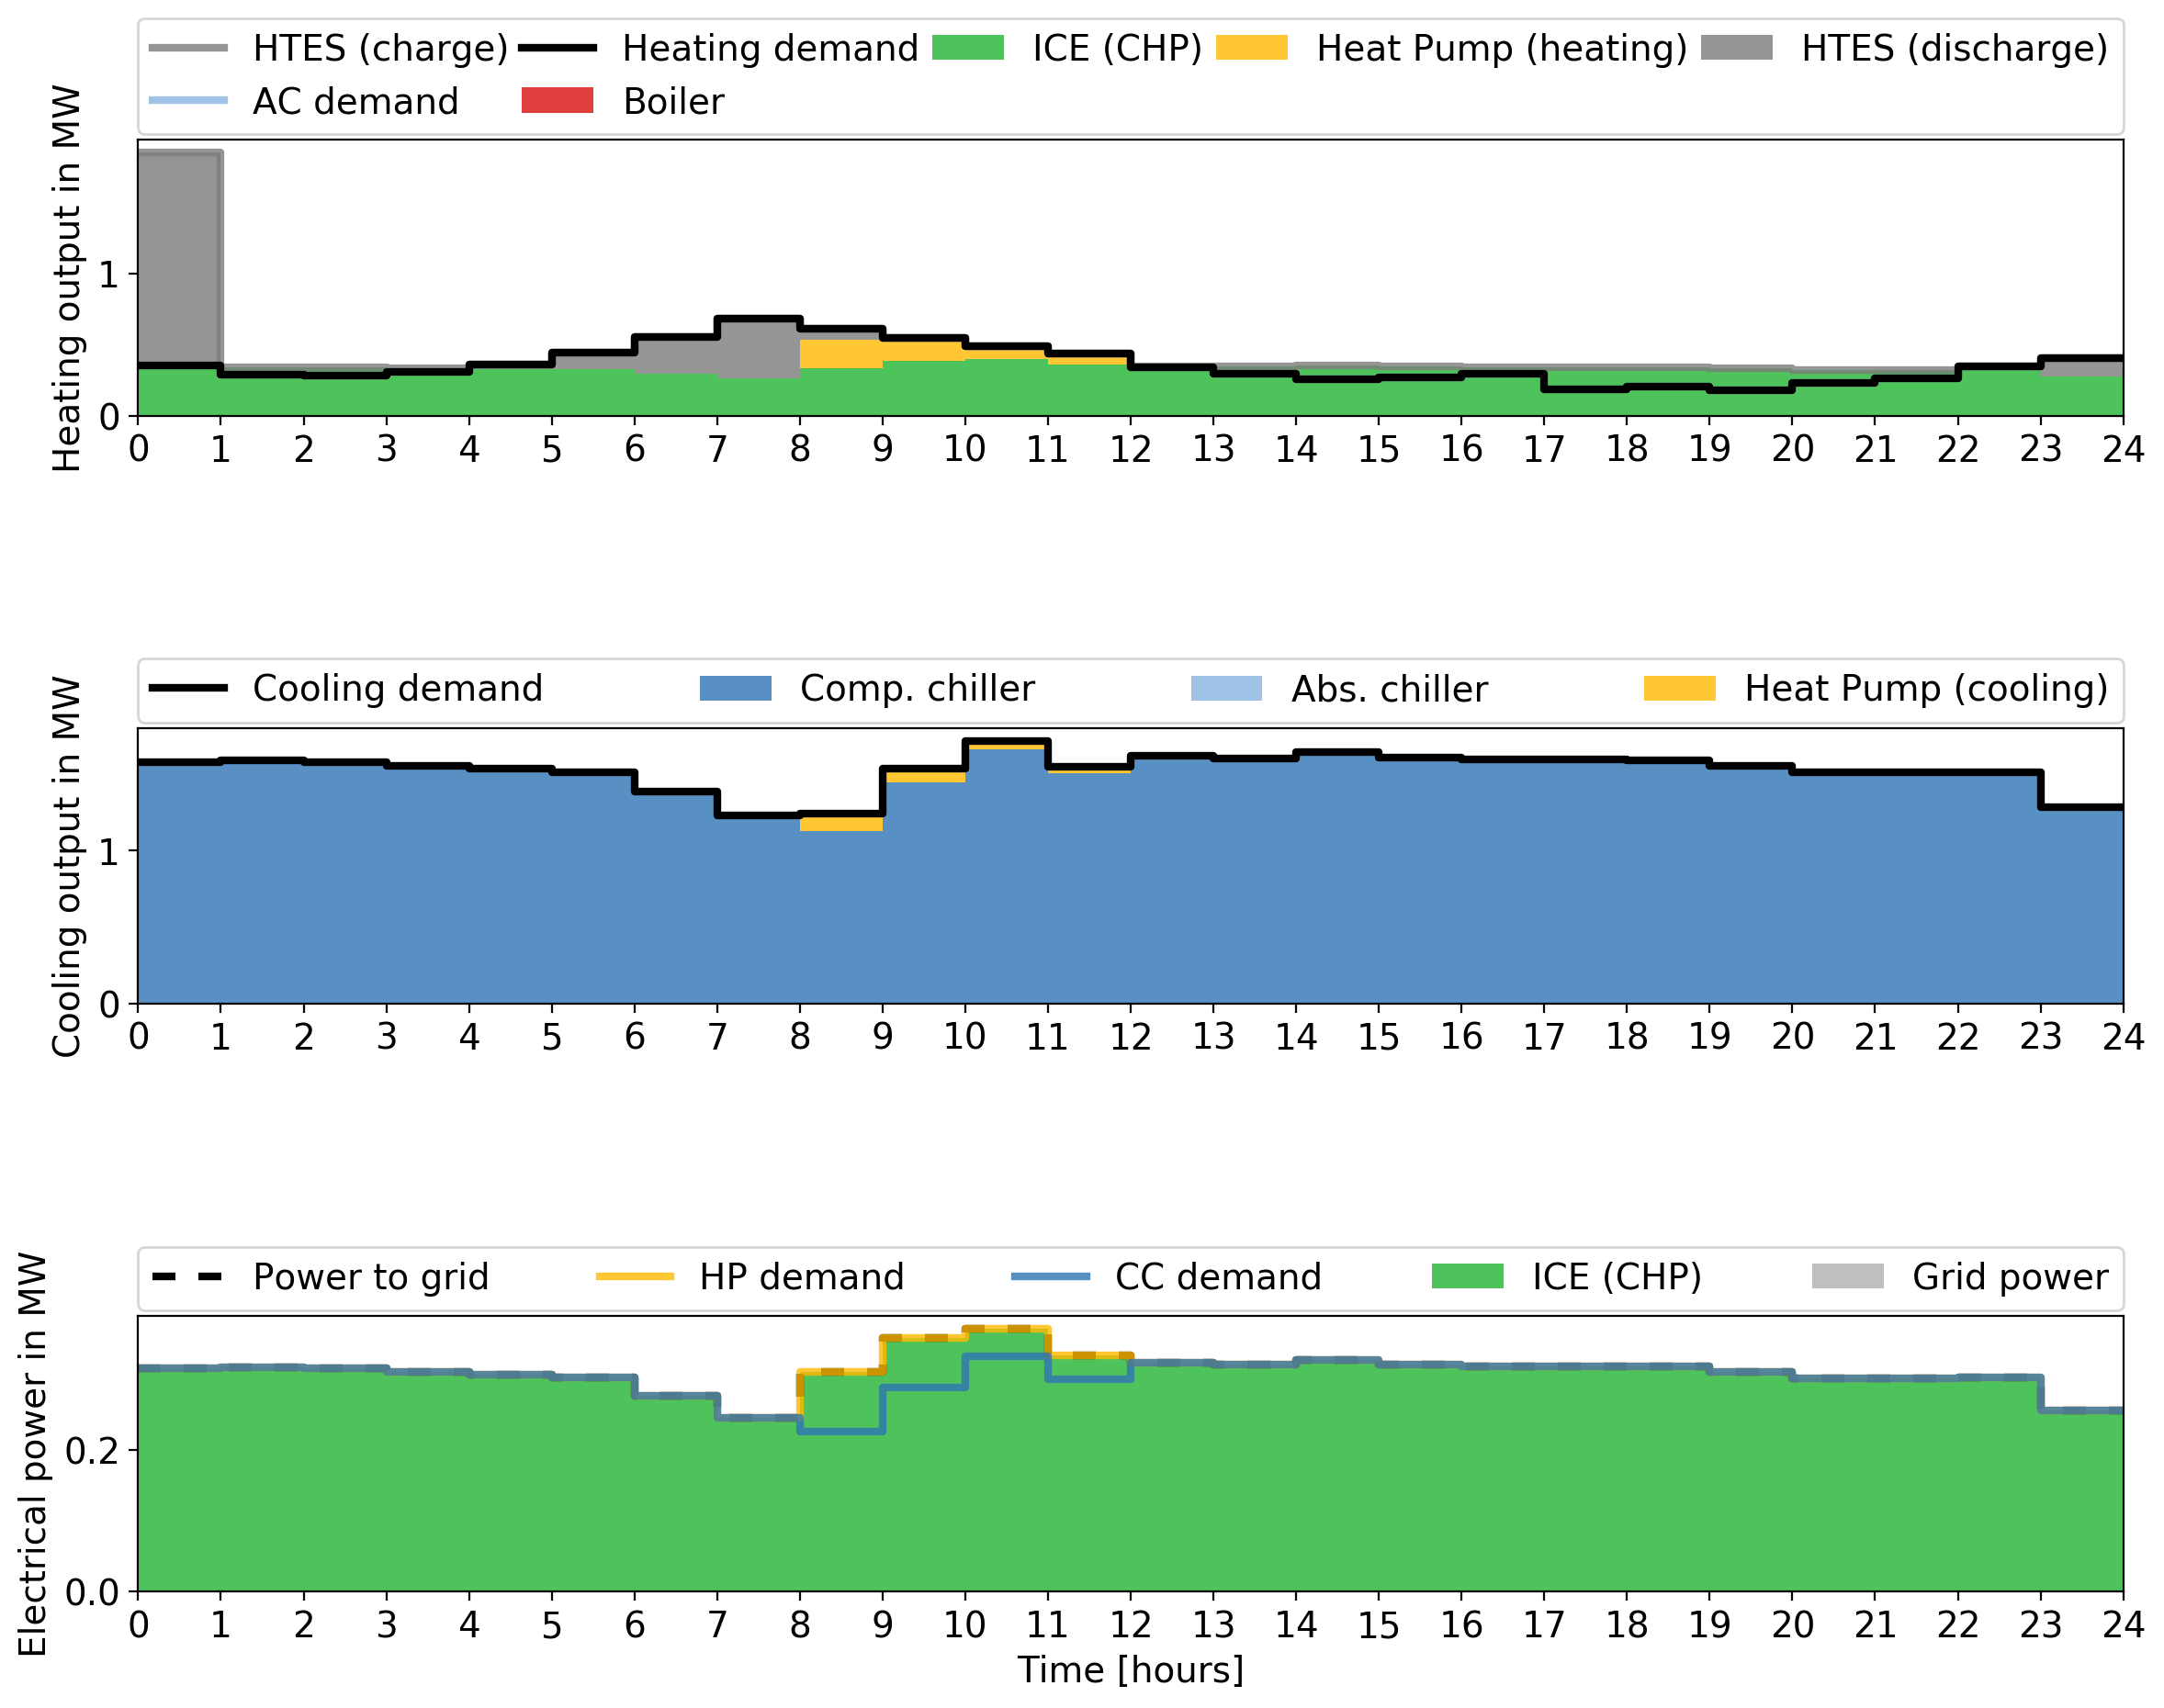 HTES (charge) Heating demand ICE (CHP) Heat Pump (heating) HTES (discharge)
AC demand Boiler
Heating output in MW
1
0
0 1 2 3 4 5 6 7 8 9 10 11 12 13 14 15 16 17 18 19 20 21 22 23 24
Cooling demand Comp. chiller Abs. chiller Heat Pump (cooling)
Cooling output in MW
1
0
0 1 2 3 4 5 6 7 8 9 10 11 12 13 14 15 16 17 18 19 20 21 22 23 24
Power to grid HP demand CC demand ICE (CHP) Grid power
Electrical power in MW
0.2
0.0
0 1 2 3 4 5 6 7 8 9 10 11 12 13 14 15 16 17 18 19 20 21 22 23 24
Time [hours]